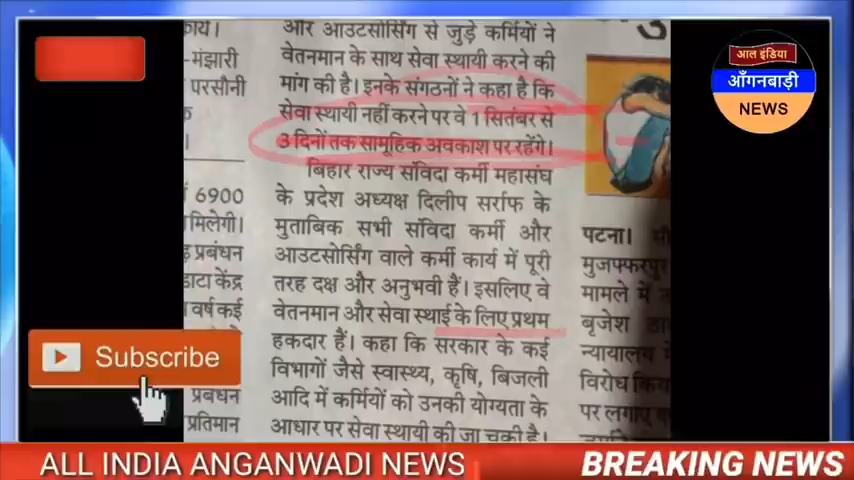 कार्य।
-मंझारी
परसौनी
6900
मिलेगी।
प्रबंधन
डाटा केंद्र
वर्ष कई
प्रबंधन
प्रतिमान
और आउटसोर्सिंग से जुड़े कर्मियों ने
वेतनमान के साथ सेवा स्थायी करने की
मांग की है। इनके संगठनों ने कहा है कि
सेवा स्थायी नहीं करने पर वे 1 सितंबर से
3 दिनों तक सामूहिक अवकाश पर रहेंगे।
बिहार राज्य संविदा कर्मी महासंघ
के प्रदेश अध्यक्ष दिलीप सर्राफ के
मुताबिक सभी संविदा कर्मी और
आउटसोर्सिंग वाले कर्मी कार्य में पूरी
तरह दक्ष और अनुभवी हैं। इसलिए वे
वेतनमान और सेवा स्थाई के लिए प्रथम
हकदार हैं। कहा कि सरकार के कई
विभागों जैसे स्वास्थ्य, कृषि, बिजली
आदि में कर्मियों को उनकी योग्यता के
आधार पर सेवा स्थायी की जा चुकी है।
पटना।
मुजफ्फरपुर
मामले में
बृजेश
न्यायालय
विरोध
पर लगाए
आल इंडिया
आँगनबाड़ी
NEWS
Subscribe
ALL INDIA ANGANWADI NEWS
BREAKING NEWS